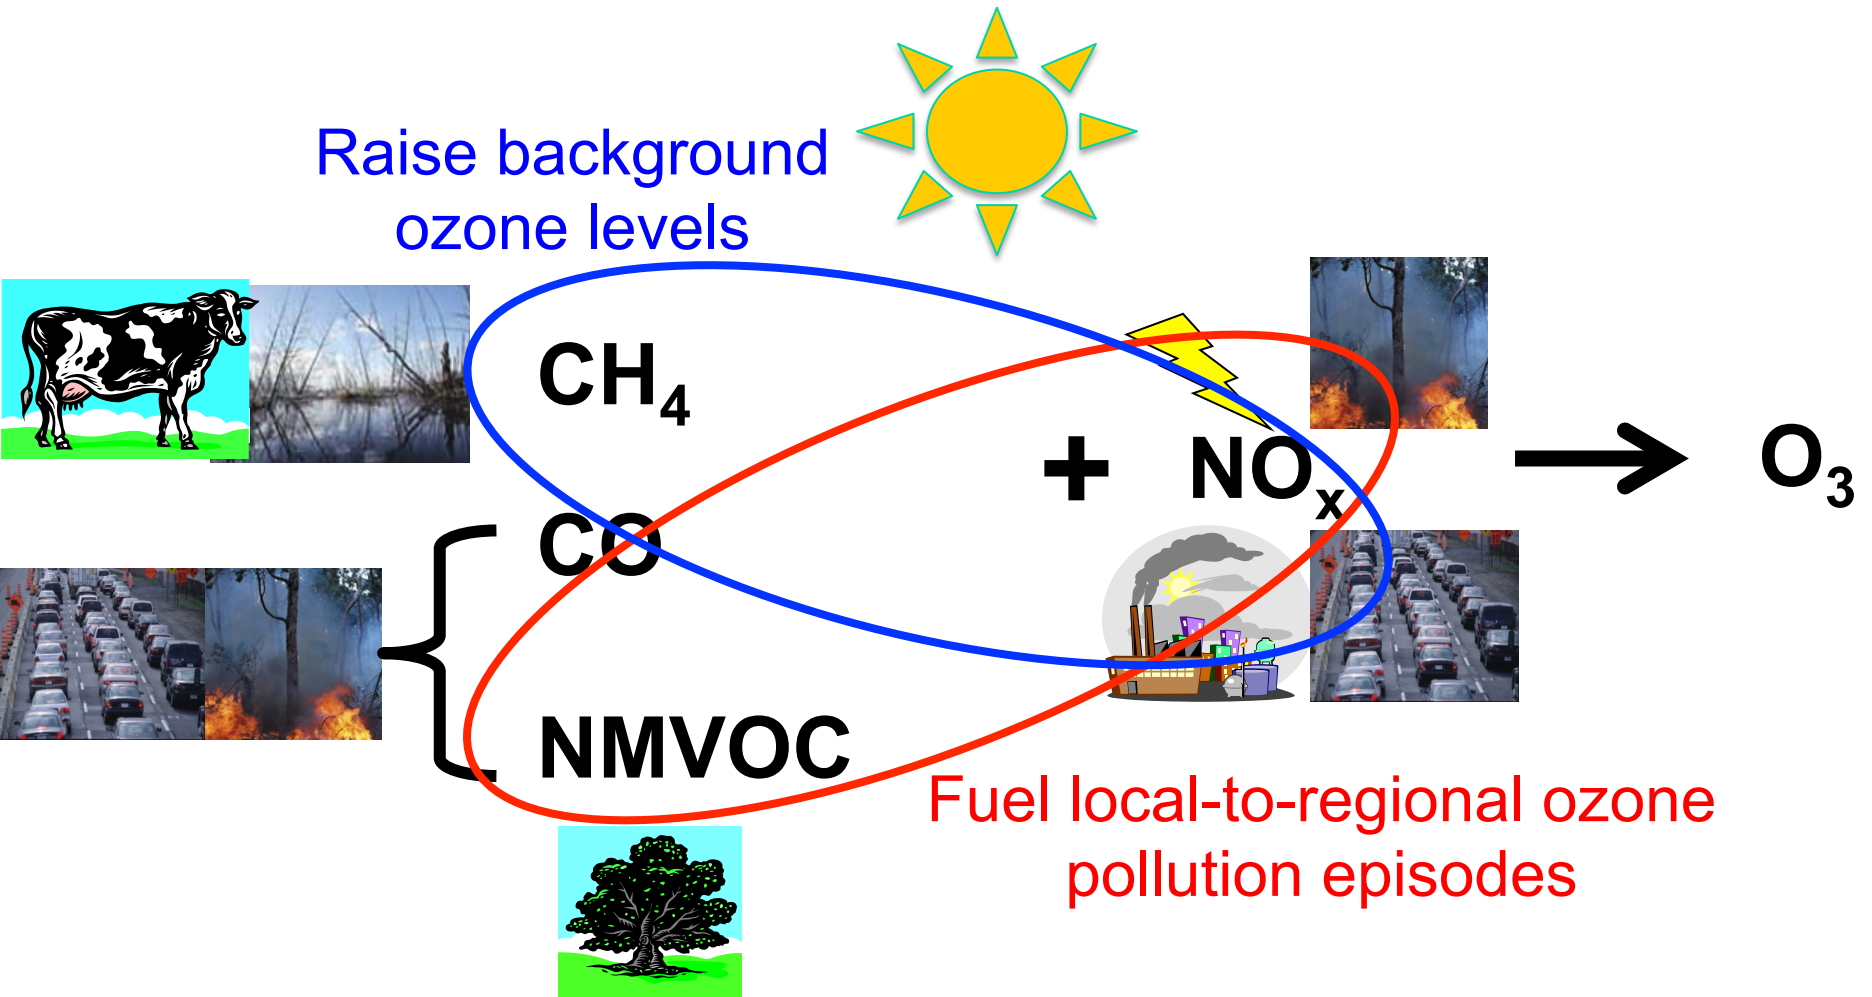 Raise background
ozone levels
CH₄
+ NOₓ → O₃
CO
NMVOC
Fuel local-to-regional ozone
pollution episodes